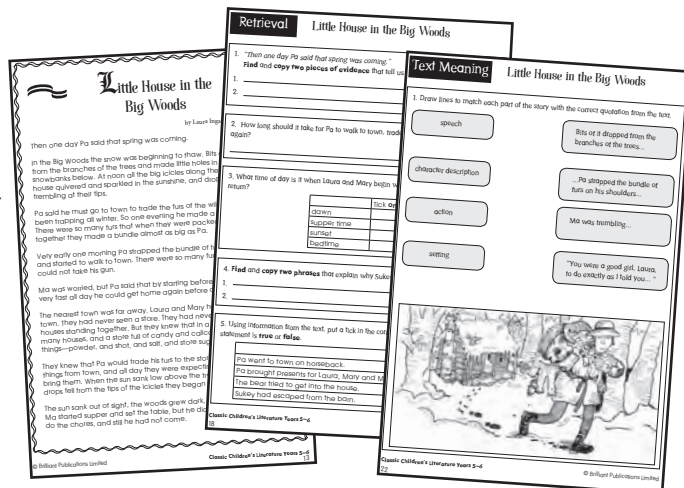 Little House in the
Big Woods
by Laura
Then one day Pa said that spring was coming.
In the Big Woods the snow was beginning to thaw. Bits
from the branches of the trees and made little holes in
snowbanks below. At noon all the big icicles along the
house quivered and sparkled in the sunshine, and
trembling at their tips.
Pa said he must go to town to trade the furs of the
been trapping all winter. So one evening he made a
There were so many furs that when they were packed
together they made a bundle almost as big as Pa.
Very early one morning Pa strapped the bundle of
and started to walk to town. There were so many
could not take his gun.
Ma was worried, but Pa said that by starting before
very fast all day he could get home again before
The nearest town was far away. Laura and Mary
town. They had never seen a store. They had never
houses standing together. But they knew that in a
many houses, and a store full of candy and
things—powder, and shot, and salt, and store
They knew that Pa would trade his furs to the
things from town, and all day they were
bring them. When the sun sank low above the
drops fell from the tips of the icicles they began
The sun sank out of sight, the woods grew dark,
Ma started supper and set the table, but he
do the chores, and still he had not come.
© Brilliant Publications Limited
Classic Children's Literature Years 5–6
13
Retrieval
Little House in the Big Woods
1. "Then one day Pa said that spring was coming."
Find and copy two pieces of evidence that tell us
1.
2.
2. How long should it take for Pa to walk to town,
again?
3. What time of day is it when Laura and Mary begin
return?
Tick
dawn
supper time
sunset
bedtime
4. Find and copy two phrases that explain why
1.
2.
5. Using information from the text, put a tick in the
statement is true or false.
Pa went to town on horseback.
Pa brought presents for Laura, Mary and
The bear tried to get into the house.
Sukey had escaped from the barn.
Classic Children's Literature Years 5–6
18
Text Meaning
Little House in the Big Woods
1. Draw lines to match each part of the story with the correct quotation from the text.
speech
Bits of it dropped from the
branches of the trees...
character description
...Pa strapped the bundle of
furs on his shoulders...
action
Ma was trembling...
setting
"You were a good girl, Laura,
to do exactly as I told you..."
Classic Children's Literature Years 5–6
22
© Brilliant Publications Limited